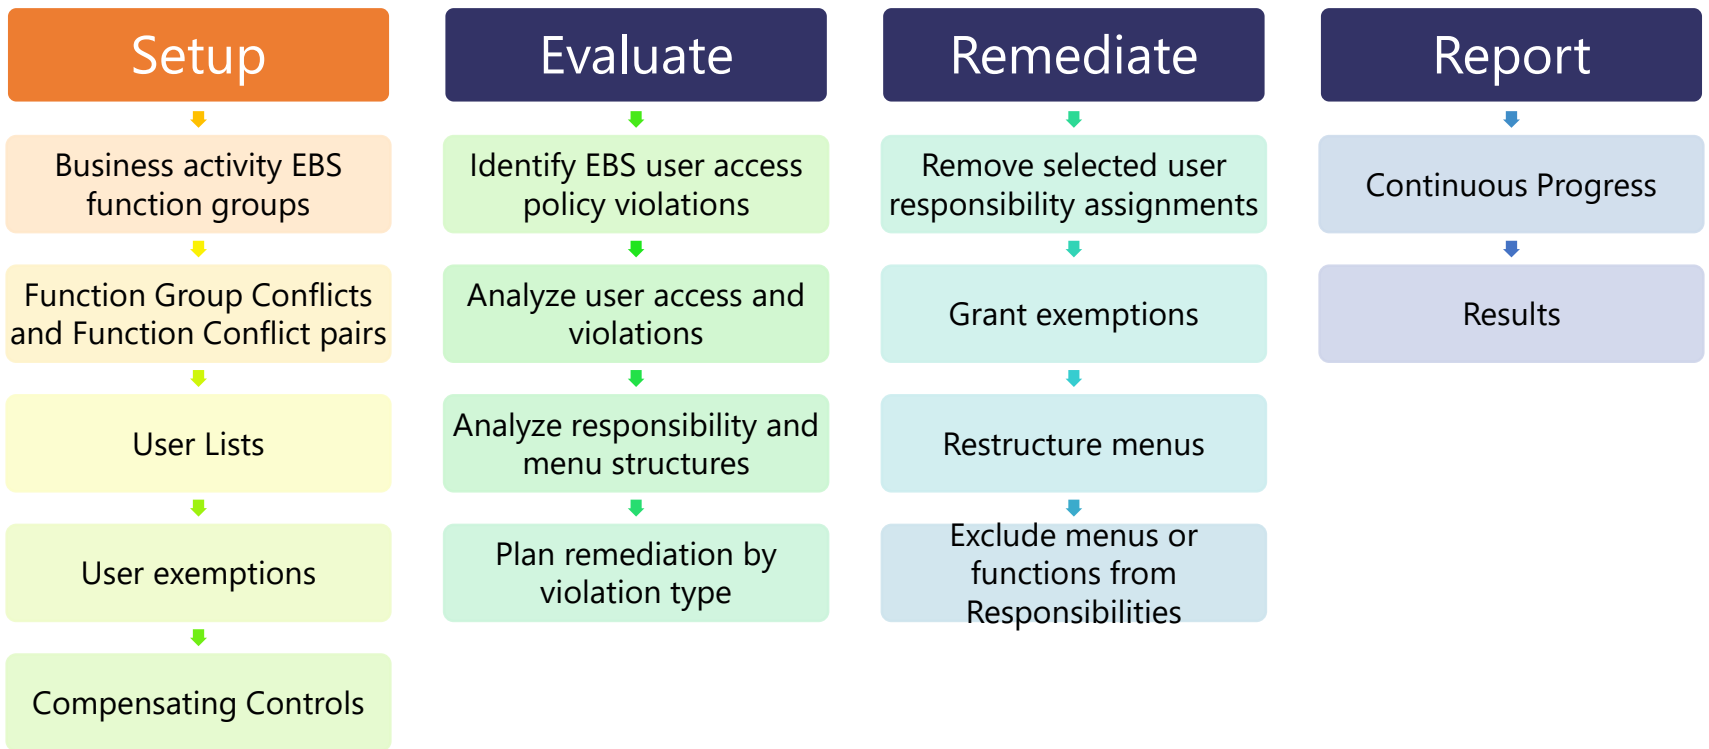 Setup
Business activity EBS
function groups
Function Group Conflicts
and Function Conflict pairs
User Lists
User exemptions
Compensating Controls
Evaluate
Identify EBS user access
policy violations
Analyze user access and
violations
Analyze responsibility and
menu structures
Plan remediation by
violation type
Remediate
Remove selected user
responsibility assignments
Grant exemptions
Restructure menus
Exclude menus or
functions from
Responsibilities
Report
Continuous Progress
Results